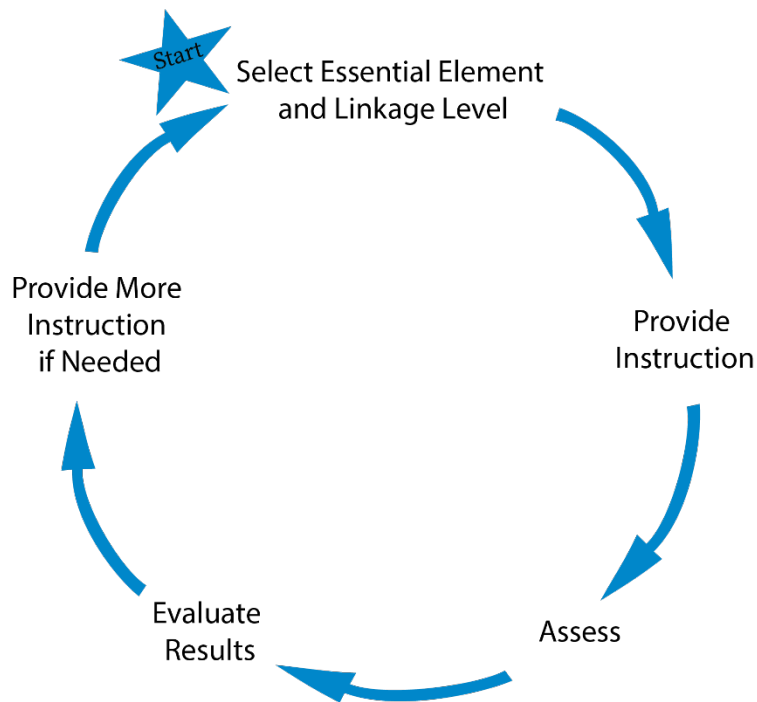 Start
Select Essential Element
and Linkage Level
Provide
Instruction
Assess
Evaluate
Results
Provide More
Instruction
if Needed